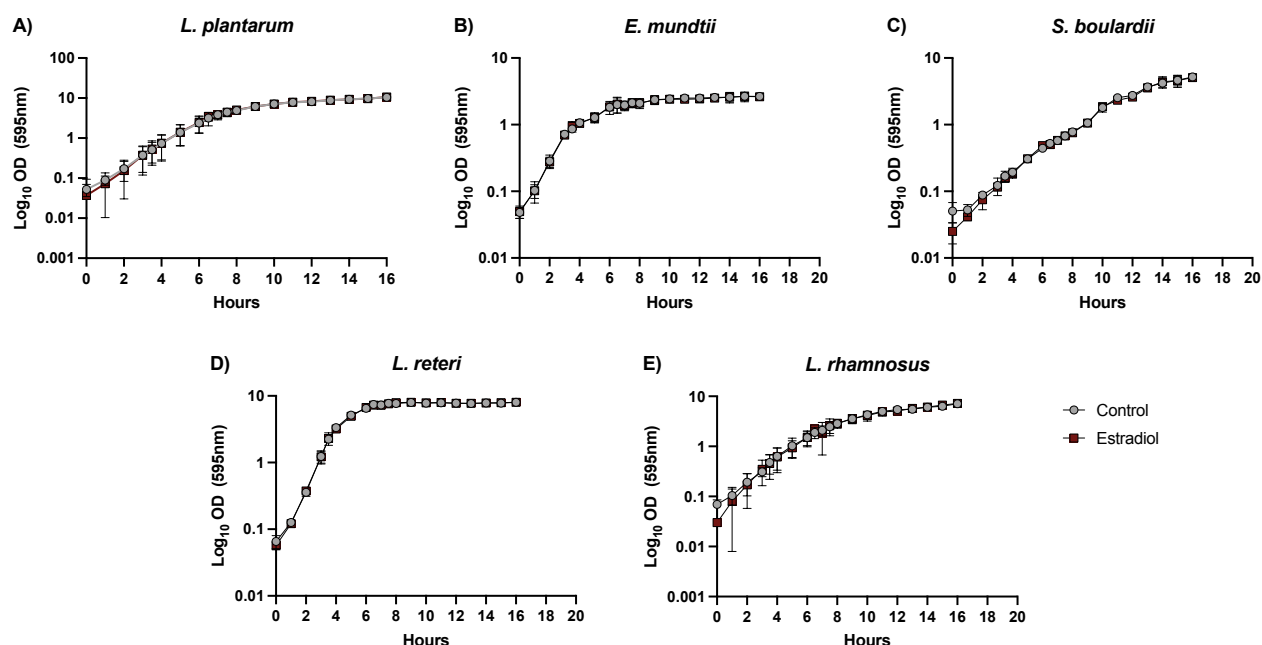 A) L. plantarum
Log10 OD (595nm)
100
10
1
0.1
0.01
0.001
0 2 4 6 8 10 12 14 16
Hours
B) E. mundtii
Log10 OD (595nm)
10
1
0.1
0.01
0 2 4 6 8 10 12 14 16 18 20
Hours
C) S. boulardii
Log10 OD (595nm)
10
1
0.1
0.01
0 2 4 6 8 10 12 14 16 18 20
Hours
D) L. reteri
Log10 OD (595nm)
10
1
0.1
0.01
0 2 4 6 8 10 12 14 16 18 20
Hours
E) L. rhamnosus
Log10 OD (595nm)
10
1
0.1
0.01
0.001
0 2 4 6 8 10 12 14 16 18 20
Hours
Control
Estradiol